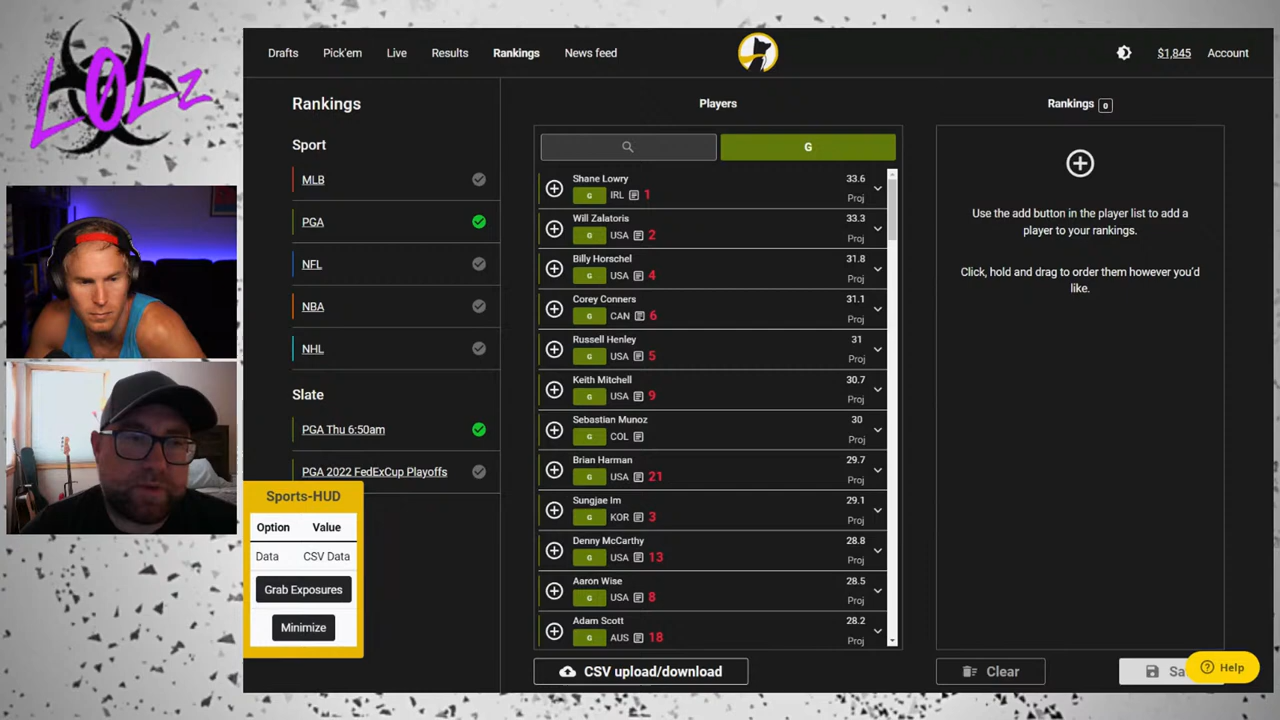 L0Lz
Drafts Pick'em Live Results Rankings News feed $1,845 Account
Rankings
Sport
MLB
PGA
NFL
NBA
NHL
Slate
PGA Thu 6:50am
PGA 2022 FedExCup Playoffs
Sports-HUD
Option Value
Data CSV Data
Grab Exposures
Minimize
Players
G
Shane Lowry 33.6
G IRL 1 Proj
Will Zalatoris 33.3
G USA 2 Proj
Billy Horschel 31.8
G USA 4 Proj
Corey Conners 31.1
G CAN 6 Proj
Russell Henley 31
G USA 5 Proj
Keith Mitchell 30.7
G USA 9 Proj
Sebastian Munoz 30
G COL Proj
Brian Harman 29.7
G USA 21 Proj
Sungjae Im 29.1
G KOR 3 Proj
Denny McCarthy 28.8
G USA 13 Proj
Aaron Wise 28.5
G USA 8 Proj
Adam Scott 28.2
G AUS 18 Proj
CSV upload/download
Rankings 0
Use the add button in the player list to add a
player to your rankings.
Click, hold and drag to order them however you'd
like.
Clear
Help